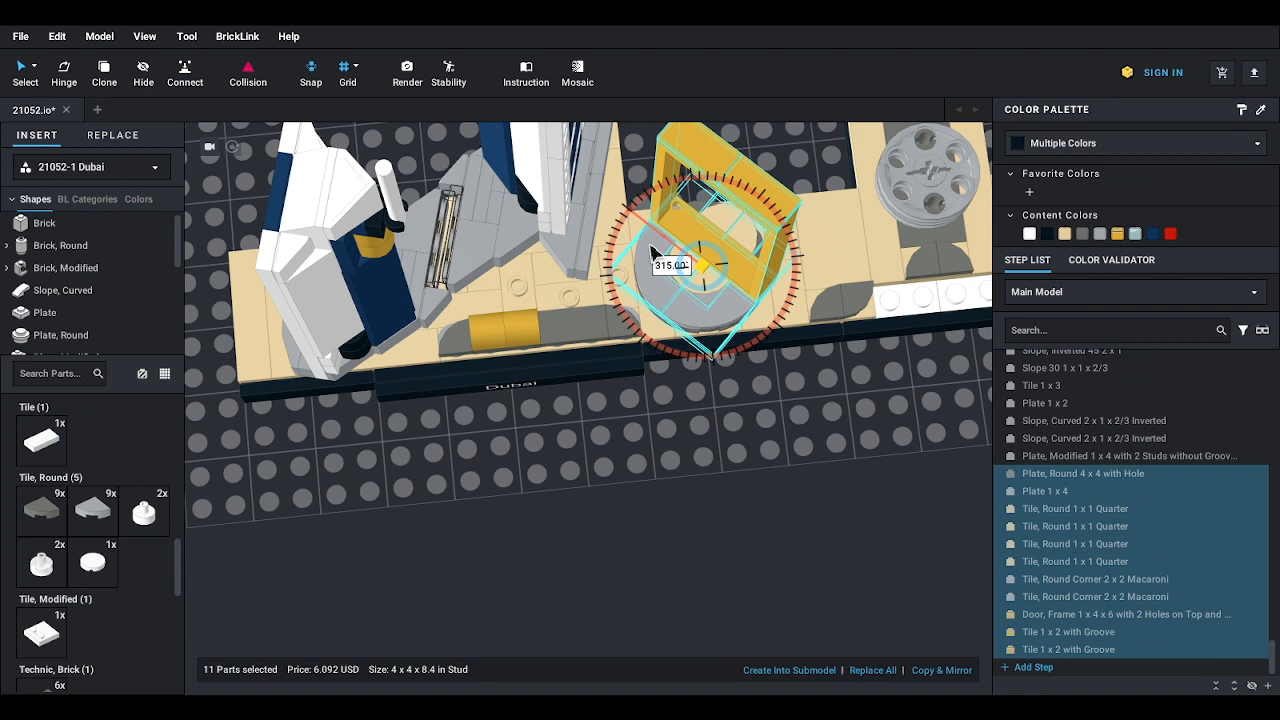 File Edit Model View Tool BrickLink Help
Select Hinge Clone Hide Connect Collision Snap Grid Render Stability Instruction Mosaic SIGN IN
21052.io*
INSERT REPLACE
21052-1 Dubai
Shapes BL Categories Colors
Brick
Brick, Round
Brick, Modified
Slope, Curved
Plate
Plate, Round
Search Parts...
Tile (1)
1x
Tile, Round (5)
9x 9x 2x
2x 1x
Tile, Modified (1)
1x
Technic, Brick (1)
6x
315.00
Dubai
11 Parts selected Price: 6.092 USD Size: 4 x 4 x 8.4 in Stud
Create Into Submodel | Replace All | Copy & Mirror
COLOR PALETTE
Multiple Colors
Favorite Colors
Content Colors
STEP LIST COLOR VALIDATOR
Main Model
Search...
Slope, Inverted 45 2 x 1
Slope 30 1 x 1 x 2/3
Tile 1 x 3
Plate 1 x 2
Slope, Curved 2 x 1 x 2/3 Inverted
Slope, Curved 2 x 1 x 2/3 Inverted
Plate, Modified 1 x 4 with 2 Studs without Groov...
Plate, Round 4 x 4 with Hole
Plate 1 x 4
Tile, Round 1 x 1 Quarter
Tile, Round 1 x 1 Quarter
Tile, Round 1 x 1 Quarter
Tile, Round 1 x 1 Quarter
Tile, Round Corner 2 x 2 Macaroni
Tile, Round Corner 2 x 2 Macaroni
Door, Frame 1 x 4 x 6 with 2 Holes on Top and ...
Tile 1 x 2 with Groove
Tile 1 x 2 with Groove
+ Add Step